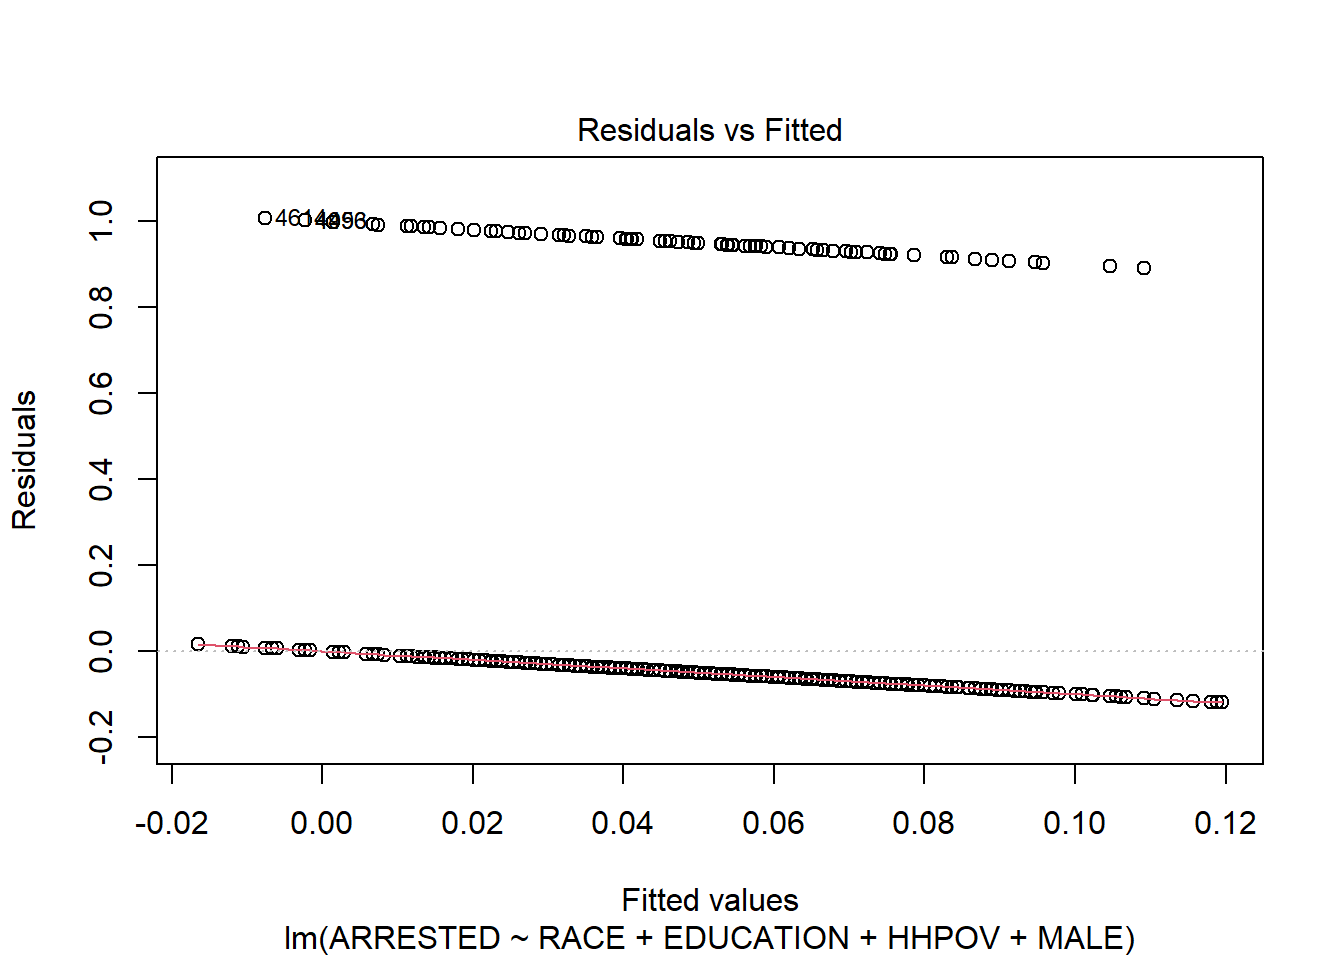 Residuals vs Fitted
Residuals
1.0
0.8
0.6
0.4
0.2
0.0
-0.2
4614
-0.02 0.00 0.02 0.04 0.06 0.08 0.10 0.12
Fitted values
lm(ARRESTED ~ RACE + EDUCATION + HHPOV + MALE)